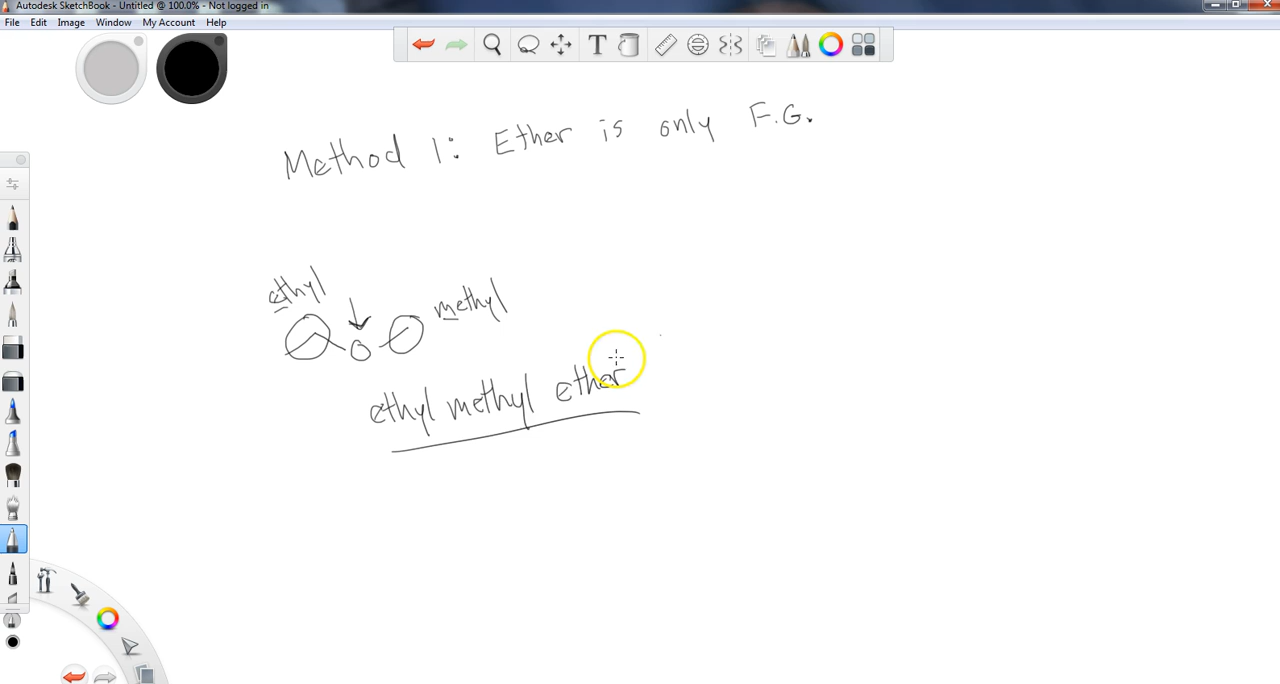 Autodesk SketchBook - Untitled @ 100.0% - Not logged in
File Edit Image Window My Account Help
T
Method 1: Ether is only F.G.
ethyl
methyl
O
ethyl methyl ether